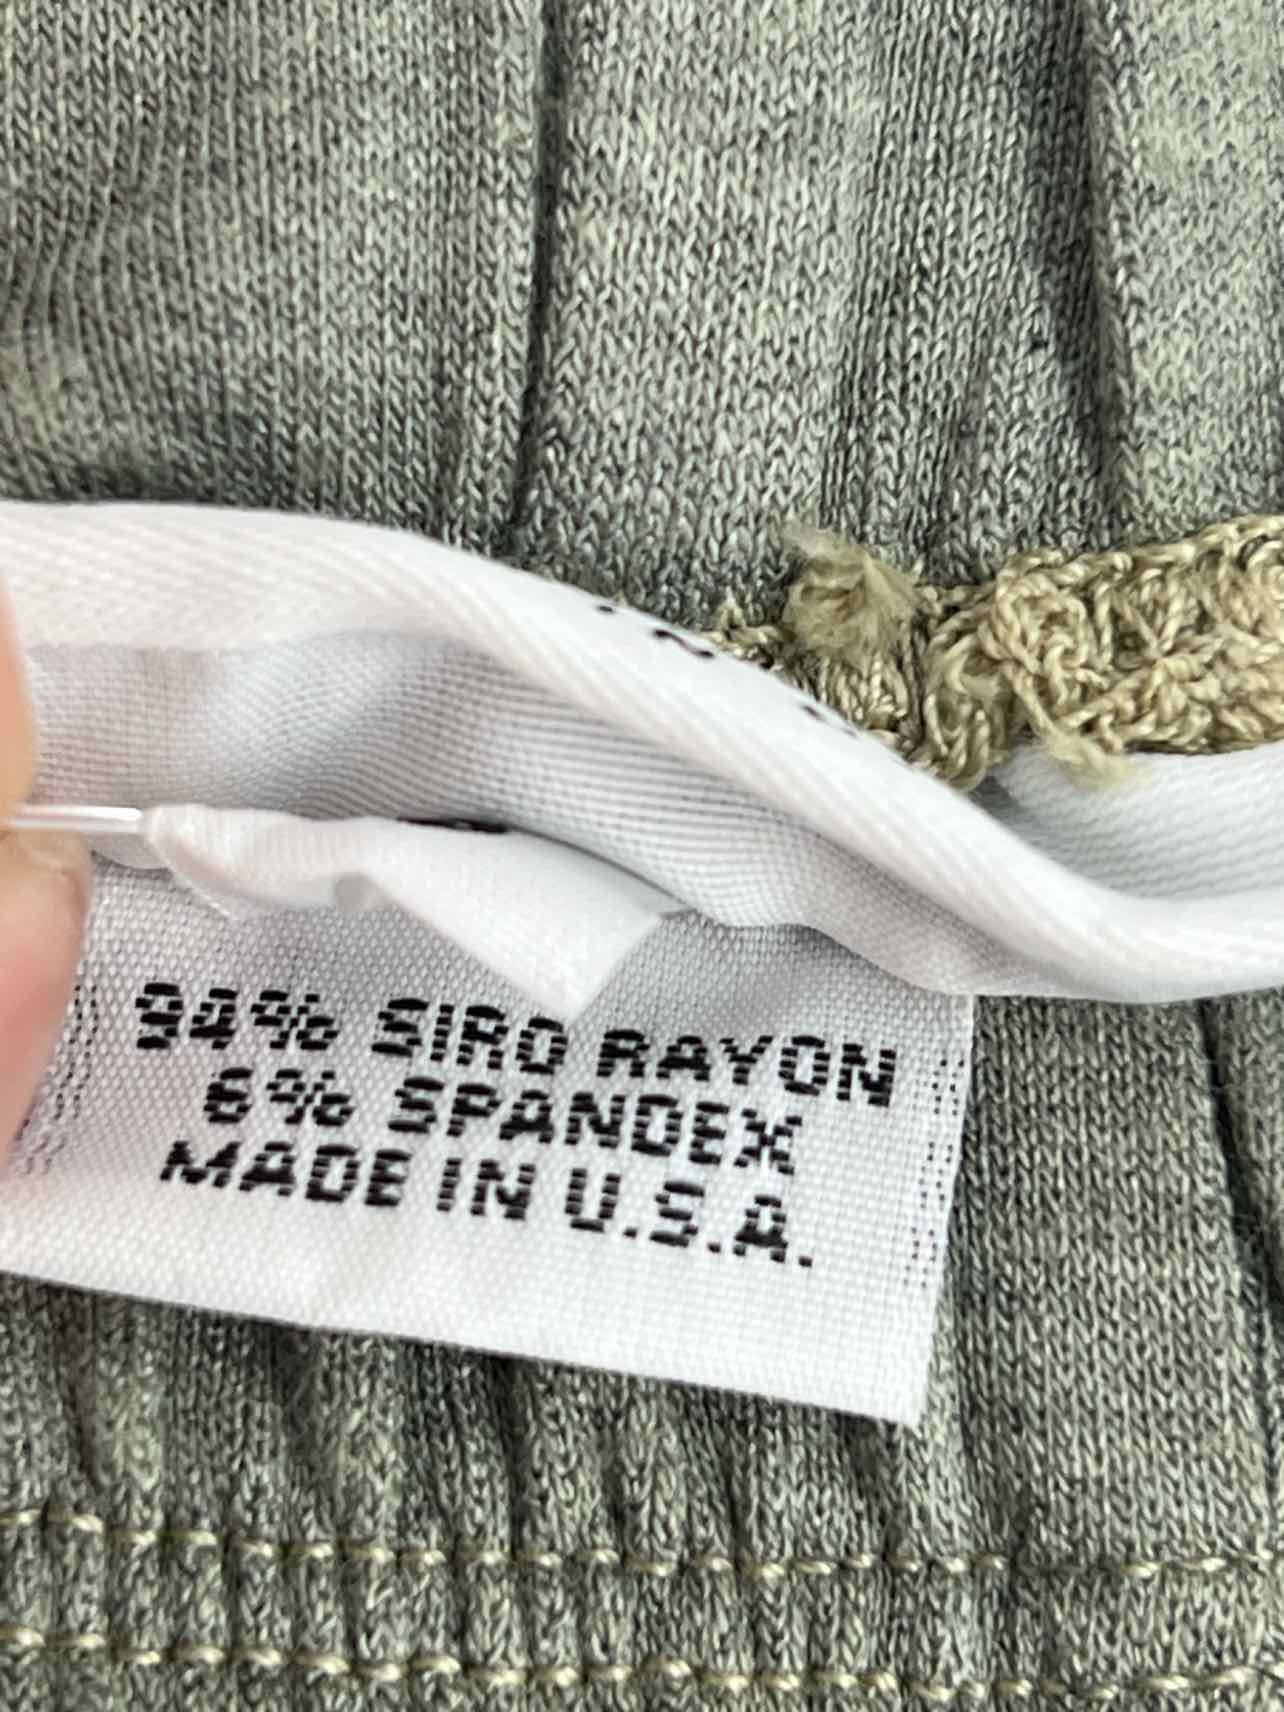 94% SIRO RAYON
6% SPANDEX
MADE IN U.S.A.